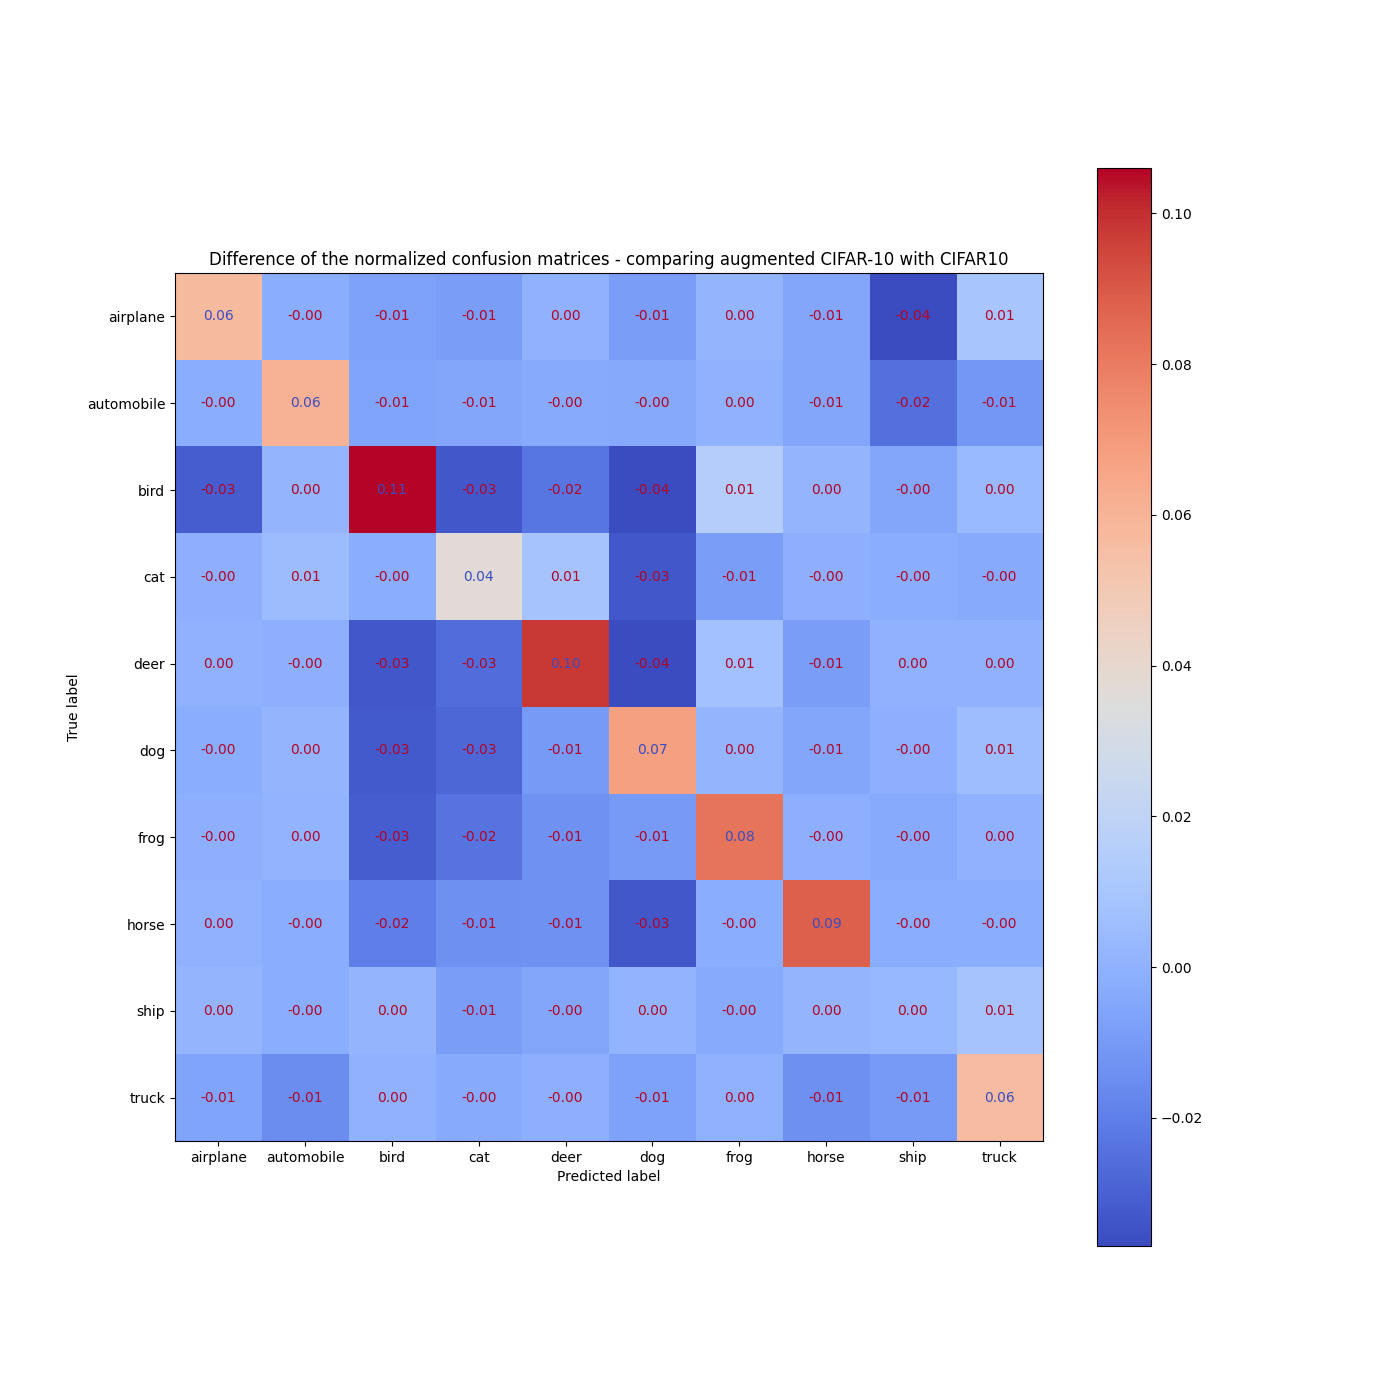 Difference of the normalized confusion matrices - comparing augmented CIFAR-10 with CIFAR10
airplane 0.06 -0.00 -0.01 -0.01 0.00 -0.01 0.00 -0.01 -0.04 0.01
automobile -0.00 0.06 -0.01 -0.01 -0.00 -0.00 0.00 -0.01 -0.02 -0.01
bird -0.03 0.00 0.11 -0.03 -0.02 -0.04 0.01 0.00 -0.00 0.00
cat -0.00 0.01 -0.00 0.04 0.01 -0.03 -0.01 -0.00 -0.00 -0.00
deer 0.00 -0.00 -0.03 -0.03 0.10 -0.04 0.01 -0.01 0.00 0.00
dog -0.00 0.00 -0.03 -0.03 -0.01 0.07 0.00 -0.01 -0.00 0.01
frog -0.00 0.00 -0.03 -0.02 -0.01 -0.01 0.08 -0.00 -0.00 0.00
horse 0.00 -0.00 -0.02 -0.01 -0.01 -0.03 -0.00 0.09 -0.00 -0.00
ship 0.00 -0.00 0.00 -0.01 -0.00 0.00 -0.00 0.00 0.00 0.01
truck -0.01 -0.01 0.00 -0.00 -0.00 -0.01 0.00 -0.01 -0.01 0.06
airplane automobile bird cat deer dog frog horse ship truck
Predicted label
True label
0.10
0.08
0.06
0.04
0.02
0.00
−0.02